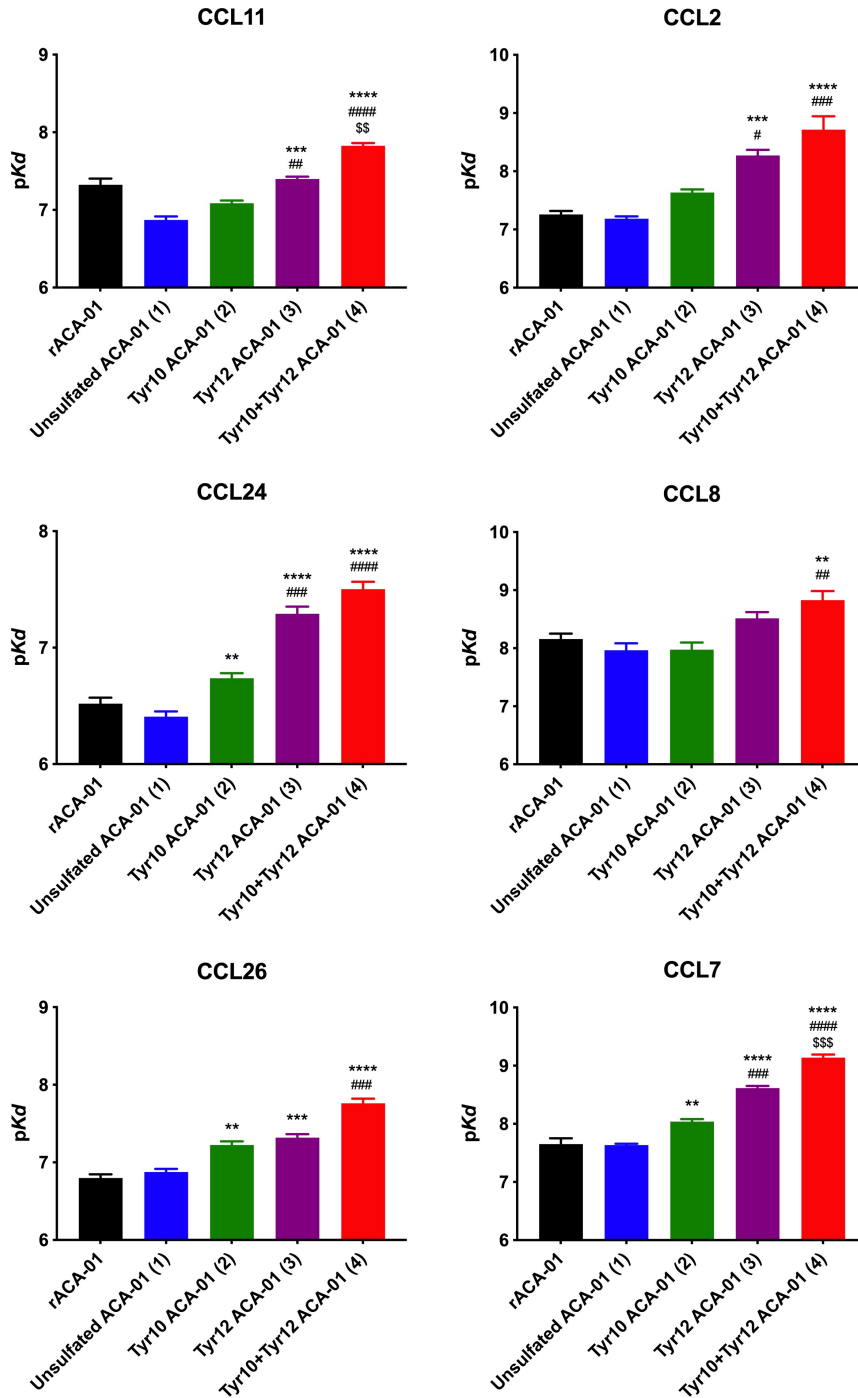 CCL11
9
8
7
6
pKd
***
##
****
####
$$
rACA-01
Unsulfated ACA-01 (1)
Tyr10 ACA-01 (2)
Tyr12 ACA-01 (3)
Tyr10+Tyr12 ACA-01 (4)
CCL2
10
9
8
7
6
pKd
***
#
****
###
rACA-01
Unsulfated ACA-01 (1)
Tyr10 ACA-01 (2)
Tyr12 ACA-01 (3)
Tyr10+Tyr12 ACA-01 (4)
CCL24
8
7
6
pKd
**
****
###
****
####
rACA-01
Unsulfated ACA-01 (1)
Tyr10 ACA-01 (2)
Tyr12 ACA-01 (3)
Tyr10+Tyr12 ACA-01 (4)
CCL8
10
9
8
7
6
pKd
**
##
rACA-01
Unsulfated ACA-01 (1)
Tyr10 ACA-01 (2)
Tyr12 ACA-01 (3)
Tyr10+Tyr12 ACA-01 (4)
CCL26
9
8
7
6
pKd
**
***
****
###
rACA-01
Unsulfated ACA-01 (1)
Tyr10 ACA-01 (2)
Tyr12 ACA-01 (3)
Tyr10+Tyr12 ACA-01 (4)
CCL7
10
9
8
7
6
pKd
**
****
###
****
####
$$$
rACA-01
Unsulfated ACA-01 (1)
Tyr10 ACA-01 (2)
Tyr12 ACA-01 (3)
Tyr10+Tyr12 ACA-01 (4)